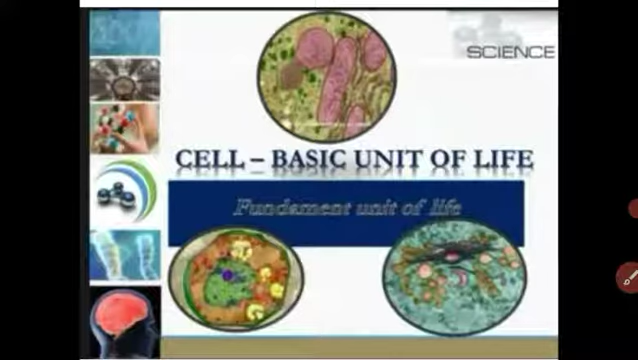 SCIENCE
CELL – BASIC UNIT OF LIFE
Fundament unit of life